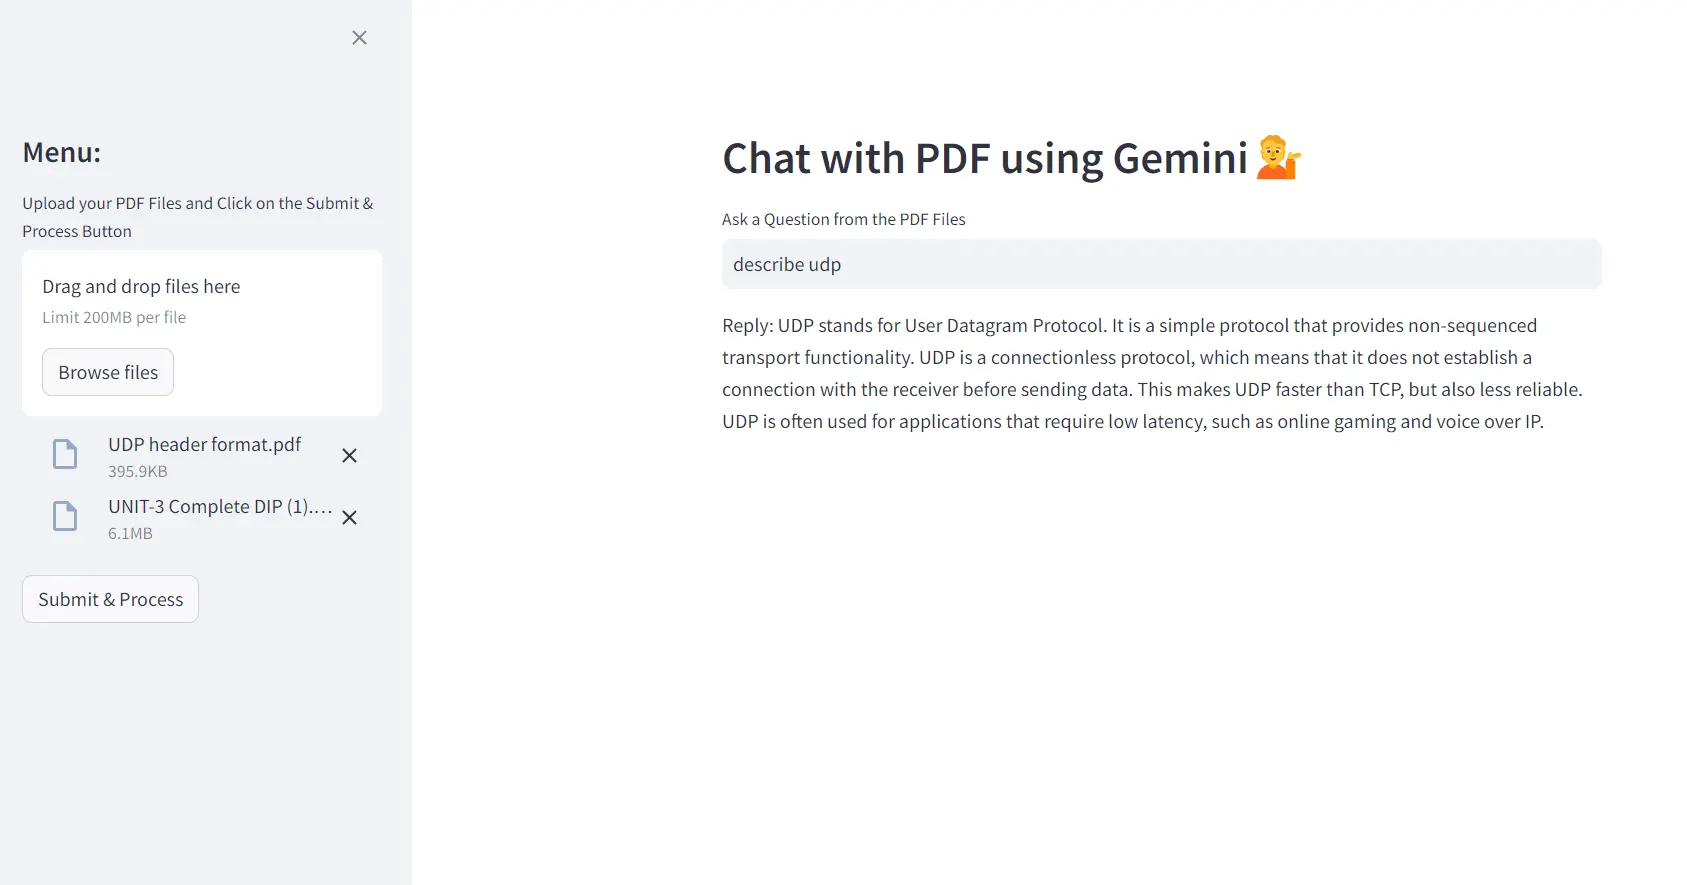 Menu:
Upload your PDF Files and Click on the Submit &
Process Button
Drag and drop files here
Limit 200MB per file
Browse files
UDP header format.pdf
395.9KB
UNIT-3 Complete DIP (1)....
6.1MB
Submit & Process
Chat with PDF using Gemini
Ask a Question from the PDF Files
describe udp
Reply: UDP stands for User Datagram Protocol. It is a simple protocol that provides non-sequenced
transport functionality. UDP is a connectionless protocol, which means that it does not establish a
connection with the receiver before sending data. This makes UDP faster than TCP, but also less reliable.
UDP is often used for applications that require low latency, such as online gaming and voice over IP.